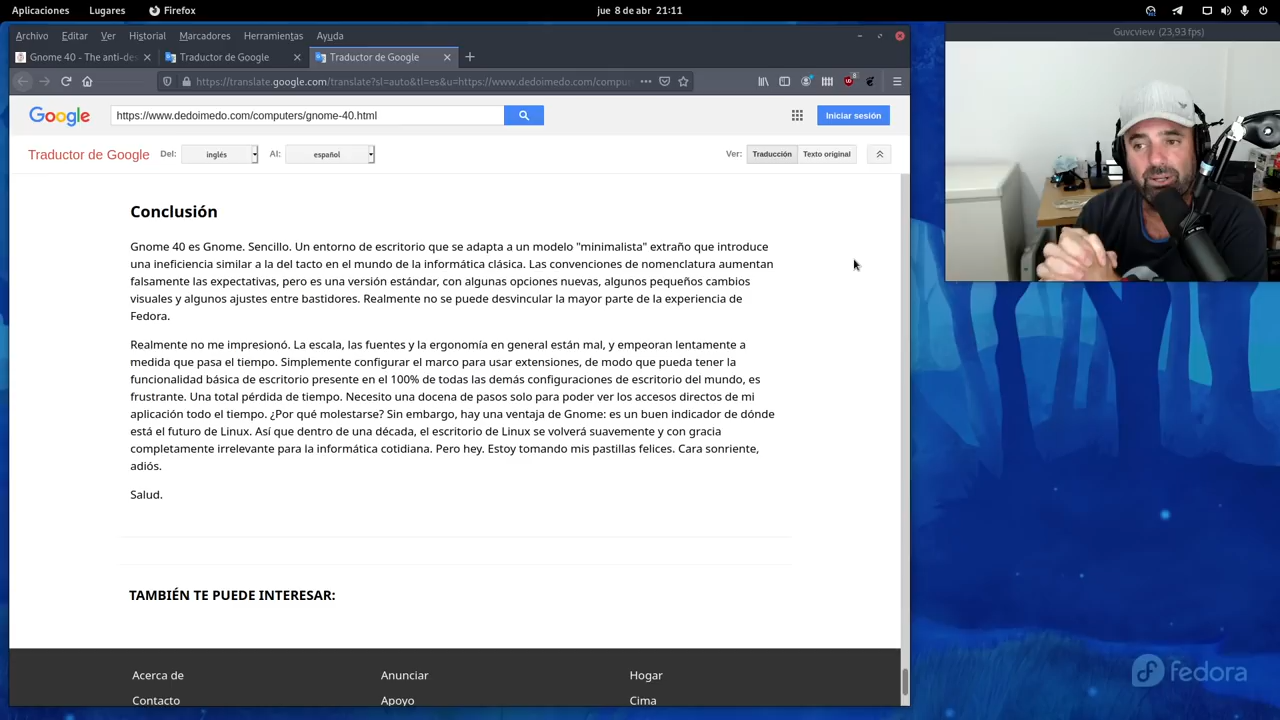 Aplicaciones Lugares Firefox jue 8 de abr 21:11
Guvcview (23,93 fps)
Archivo Editar Ver Historial Marcadores Herramientas Ayuda
Gnome 40 - The anti-des
Traductor de Google
Traductor de Google
https://translate.google.com/translate?sl=auto&tl=es&u=https://www.dedoimedo.com/compu
8
Google
https://www.dedoimedo.com/computers/gnome-40.html
Iniciar sesión
Traductor de Google Del: inglés Al: español Ver: Traducción Texto original
Conclusión
Gnome 40 es Gnome. Sencillo. Un entorno de escritorio que se adapta a un modelo "minimalista" extraño que introduce
una ineficiencia similar a la del tacto en el mundo de la informática clásica. Las convenciones de nomenclatura aumentan
falsamente las expectativas, pero es una versión estándar, con algunas opciones nuevas, algunos pequeños cambios
visuales y algunos ajustes entre bastidores. Realmente no se puede desvincular la mayor parte de la experiencia de
Fedora.
Realmente no me impresionó. La escala, las fuentes y la ergonomía en general están mal, y empeoran lentamente a
medida que pasa el tiempo. Simplemente configurar el marco para usar extensiones, de modo que pueda tener la
funcionalidad básica de escritorio presente en el 100% de todas las demás configuraciones de escritorio del mundo, es
frustrante. Una total pérdida de tiempo. Necesito una docena de pasos solo para poder ver los accesos directos de mi
aplicación todo el tiempo. ¿Por qué molestarse? Sin embargo, hay una ventaja de Gnome: es un buen indicador de dónde
está el futuro de Linux. Así que dentro de una década, el escritorio de Linux se volverá suavemente y con gracia
completamente irrelevante para la informática cotidiana. Pero hey. Estoy tomando mis pastillas felices. Cara sonriente,
adiós.
Salud.
TAMBIÉN TE PUEDE INTERESAR:
Acerca de Anunciar Hogar
Contacto Apoyo Cima
fedora